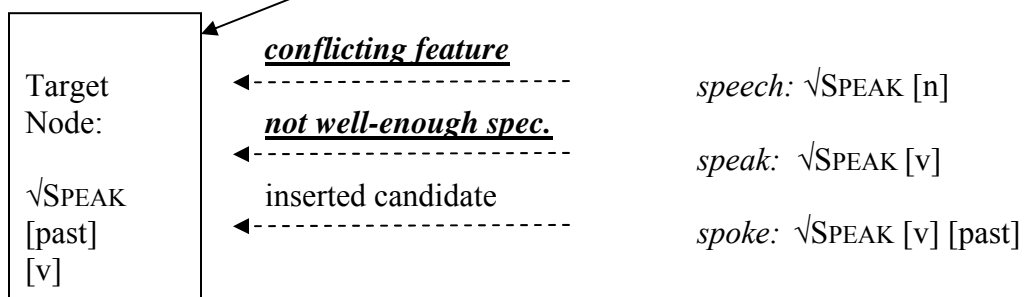 conflicting feature
Target
speech: √SPEAK [n]
Node:
not well-enough spec.
speak: √SPEAK [v]
√SPEAK
inserted candidate
[past]
spoke: √SPEAK [v] [past]
[v]